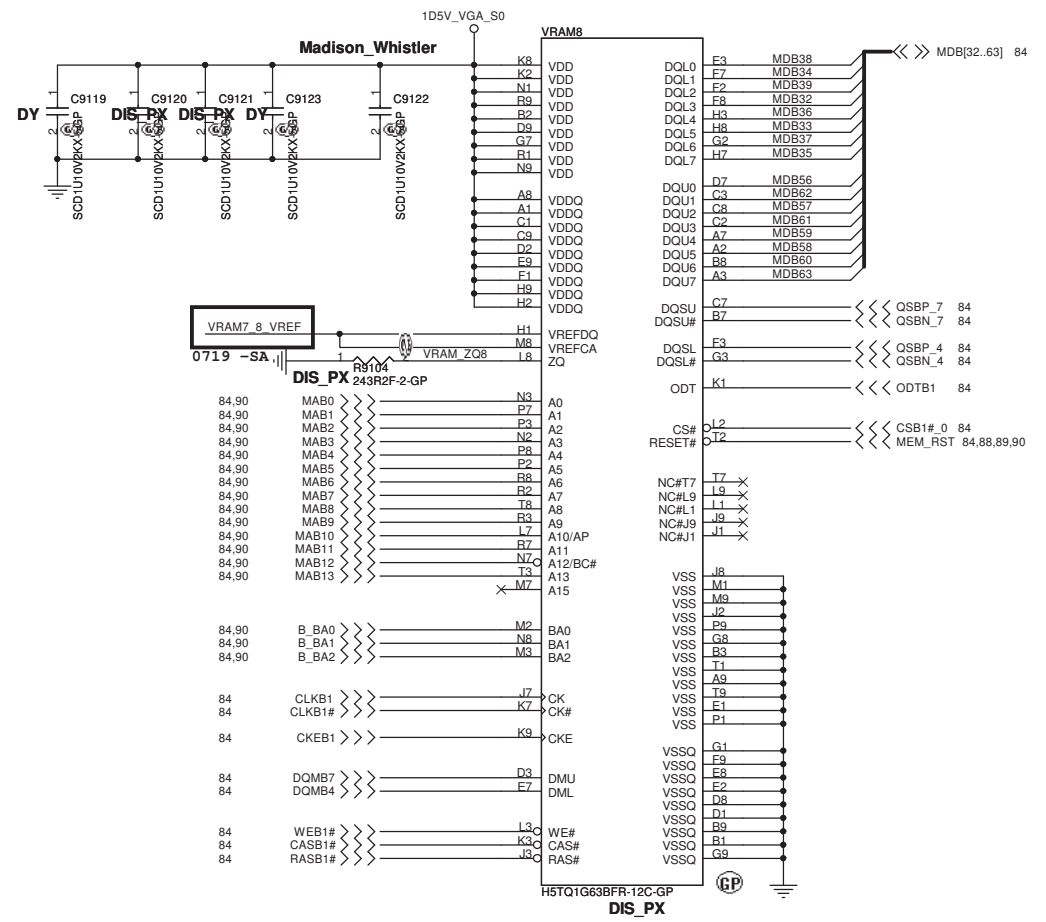 1D5V_VGA_S0
Madison_Whistler
VRAM8
1 C9119
DY
2
SCD1U10V2KX-5GP
1 C9120
DIS_PX
2
SCD1U10V2KX-5GP
1 C9121
DIS_PX
2
SCD1U10V2KX-5GP
1 C9123
DY
2
SCD1U10V2KX-5GP
1 C9122
2
SCD1U10V2KX-5GP
K8 VDD
K2 VDD
N1 VDD
R9 VDD
B2 VDD
D9 VDD
G7 VDD
R1 VDD
N9 VDD
A8 VDDQ
A1 VDDQ
C1 VDDQ
C9 VDDQ
D2 VDDQ
E9 VDDQ
F1 VDDQ
H9 VDDQ
H2 VDDQ
VRAM7_8_VREF
H1 VREFDQ
M8 VREFCA
0719 -SA
1 VRAM_ZQ8 L8 ZQ
R9104
DIS_PX 243R2F-2-GP
84,90 MAB0 N3 A0
84,90 MAB1 P7 A1
84,90 MAB2 P3 A2
84,90 MAB3 N2 A3
84,90 MAB4 P8 A4
84,90 MAB5 P2 A5
84,90 MAB6 R8 A6
84,90 MAB7 R2 A7
84,90 MAB8 T8 A8
84,90 MAB9 R3 A9
84,90 MAB10 L7 A10/AP
84,90 MAB11 R7 A11
84,90 MAB12 N7 A12/BC#
84,90 MAB13 T3 A13
M7 A15
84,90 B_BA0 M2 BA0
84,90 B_BA1 N8 BA1
84,90 B_BA2 M3 BA2
84 CLKB1 J7 CK
84 CLKB1# K7 CK#
84 CKEB1 K9 CKE
84 DQMB7 D3 DMU
84 DQMB4 E7 DML
84 WEB1# L3 WE#
84 CASB1# K3 CAS#
84 RASB1# J3 RAS#
MDB[32..63] 84
DQL0 E3 MDB38
DQL1 F7 MDB34
DQL2 F2 MDB39
DQL3 F8 MDB32
DQL4 H3 MDB36
DQL5 H8 MDB33
DQL6 G2 MDB37
DQL7 H7 MDB35
DQU0 D7 MDB56
DQU1 C3 MDB62
DQU2 C8 MDB57
DQU3 C2 MDB61
DQU4 A7 MDB59
DQU5 A2 MDB58
DQU6 B8 MDB60
DQU7 A3 MDB63
DQSU C7 QSBP_7 84
DQSU# B7 QSBN_7 84
DQSL F3 QSBP_4 84
DQSL# G3 QSBN_4 84
ODT K1 ODTB1 84
CS# L2 CSB1#_0 84
RESET# T2 MEM_RST 84,88,89,90
NC#T7 T7
NC#L9 L9
NC#L1 L1
NC#J9 J9
NC#J1 J1
VSS J8
VSS M1
VSS M9
VSS J2
VSS P9
VSS G8
VSS B3
VSS T1
VSS A9
VSS T9
VSS E1
VSS P1
VSSQ G1
VSSQ F9
VSSQ E8
VSSQ E2
VSSQ D8
VSSQ D1
VSSQ B9
VSSQ B1
VSSQ G9
GP
H5TQ1G63BFR-12C-GP
DIS_PX